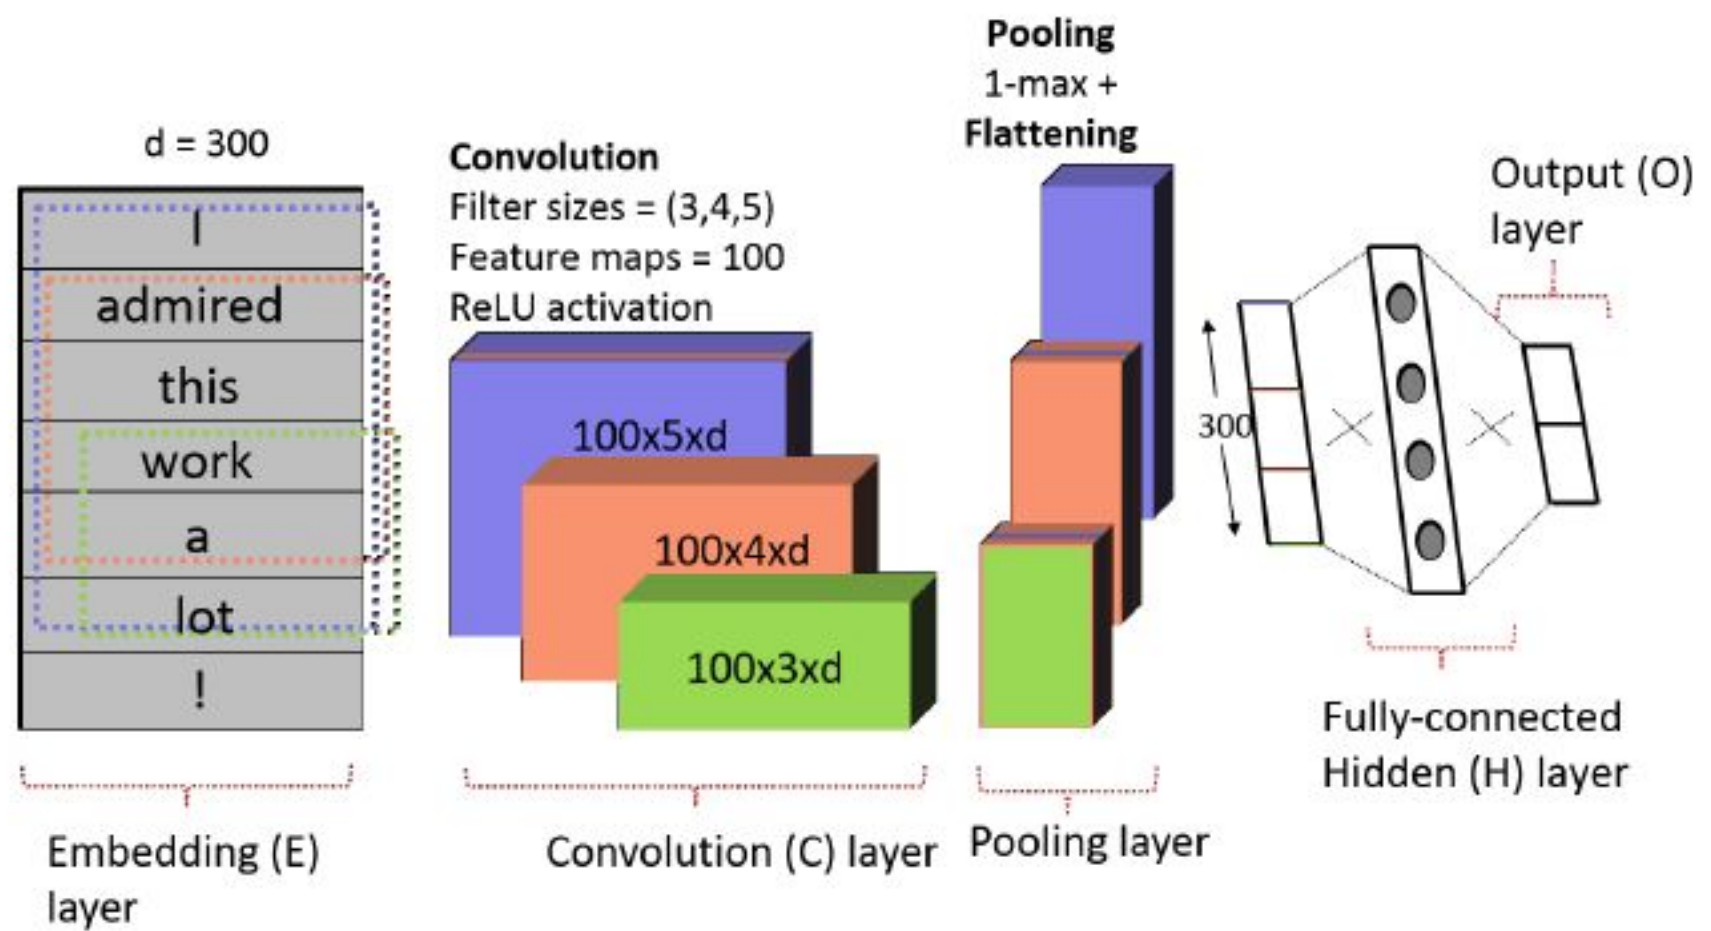 d = 300
I
admired
this
work
a
lot
!
Embedding (E)
layer
Convolution
Filter sizes = (3,4,5)
Feature maps = 100
ReLU activation
100x5xd
100x4xd
100x3xd
Convolution (C) layer
Pooling
1-max +
Flattening
Pooling layer
300
Fully-connected
Hidden (H) layer
Output (O)
layer